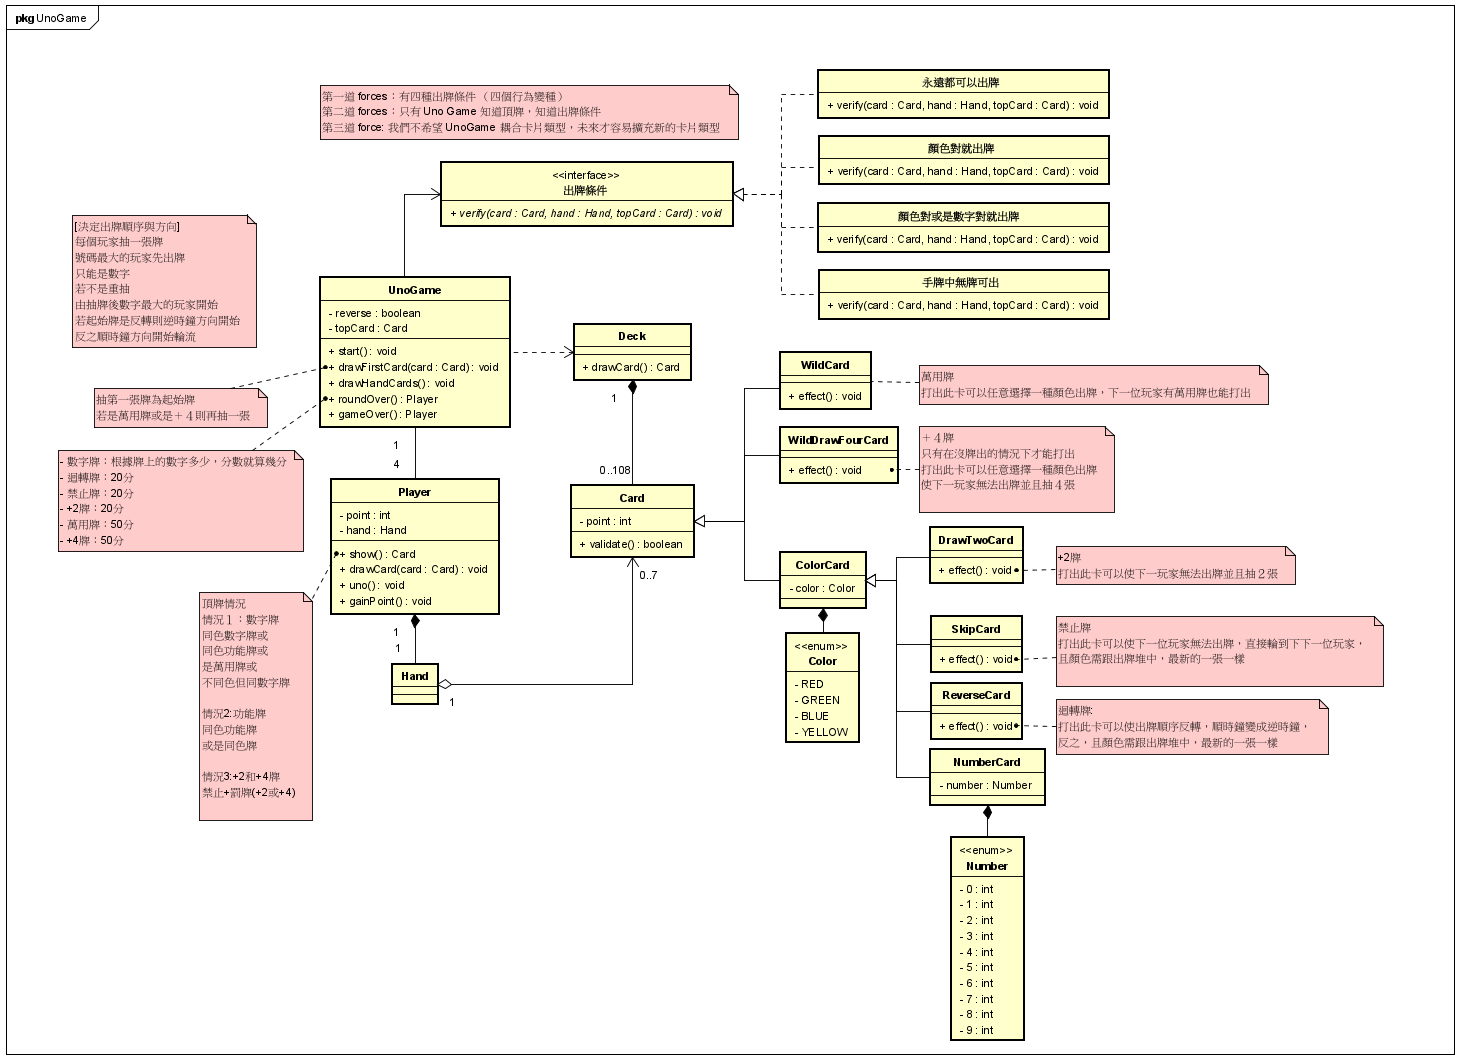 pkg UnoGame
第一道 forces：有四種出牌條件（四個行為變種）
第二道 forces：只有 Uno Game 知道頂牌，知道出牌條件
第三道 force: 我們不希望 UnoGame 耦合卡片類型，未來才容易擴充新的卡片類型
<<interface>>
出牌條件
+ verify(card : Card, hand : Hand, topCard : Card) : void
永遠都可以出牌
+ verify(card : Card, hand : Hand, topCard : Card) : void
顏色對就出牌
+ verify(card : Card, hand : Hand, topCard : Card) : void
顏色對或是數字對就出牌
+ verify(card : Card, hand : Hand, topCard : Card) : void
手牌中無牌可出
+ verify(card : Card, hand : Hand, topCard : Card) : void
[決定出牌順序與方向]
每個玩家抽一張牌
號碼最大的玩家先出牌
只能是數字
若不是重抽
由抽牌後數字最大的玩家開始
若起始牌是反轉則逆時鐘方向開始
反之順時鐘方向開始輪流
UnoGame
- reverse : boolean
- topCard : Card
+ start() : void
+ drawFirstCard(card : Card) : void
+ drawHandCards() : void
+ roundOver() : Player
+ gameOver() : Player
Deck
+ drawCard() : Card
1
0..108
抽第一張牌為起始牌
若是萬用牌或是＋４則再抽一張
- 數字牌：根據牌上的數字多少，分數就算幾分
- 迴轉牌：20分
- 禁止牌：20分
- +2牌：20分
- 萬用牌：50分
- +4牌：50分
1
4
Player
- point : int
- hand : Hand
+ show() : Card
+ drawCard(card : Card) : void
+ uno() : void
+ gainPoint() : void
1
1
Hand
1
Card
- point : int
+ validate() : boolean
0..7
頂牌情況
情況１：數字牌
同色數字牌或
同色功能牌或
是萬用牌或
不同色但同數字牌
情況2:功能牌
同色功能牌
或是同色牌
情況3:+2和+4牌
禁止+罰牌(+2或+4)
WildCard
+ effect() : void
萬用牌
打出此卡可以任意選擇一種顏色出牌，下一位玩家有萬用牌也能打出
WildDrawFourCard
+ effect() : void
＋４牌
只有在沒牌出的情況下才能打出
打出此卡可以任意選擇一種顏色出牌
使下一玩家無法出牌並且抽４張
ColorCard
- color : Color
<<enum>>
Color
- RED
- GREEN
- BLUE
- YELLOW
DrawTwoCard
+ effect() : void
+2牌
打出此卡可以使下一玩家無法出牌並且抽２張
SkipCard
+ effect() : void
禁止牌
打出此卡可以使下一位玩家無法出牌，直接輪到下下一位玩家，
且顏色需跟出牌堆中，最新的一張一樣
ReverseCard
+ effect() : void
迴轉牌:
打出此卡可以使出牌順序反轉，順時鐘變成逆時鐘，
反之，且顏色需跟出牌堆中，最新的一張一樣
NumberCard
- number : Number
<<enum>>
Number
- 0 : int
- 1 : int
- 2 : int
- 3 : int
- 4 : int
- 5 : int
- 6 : int
- 7 : int
- 8 : int
- 9 : int